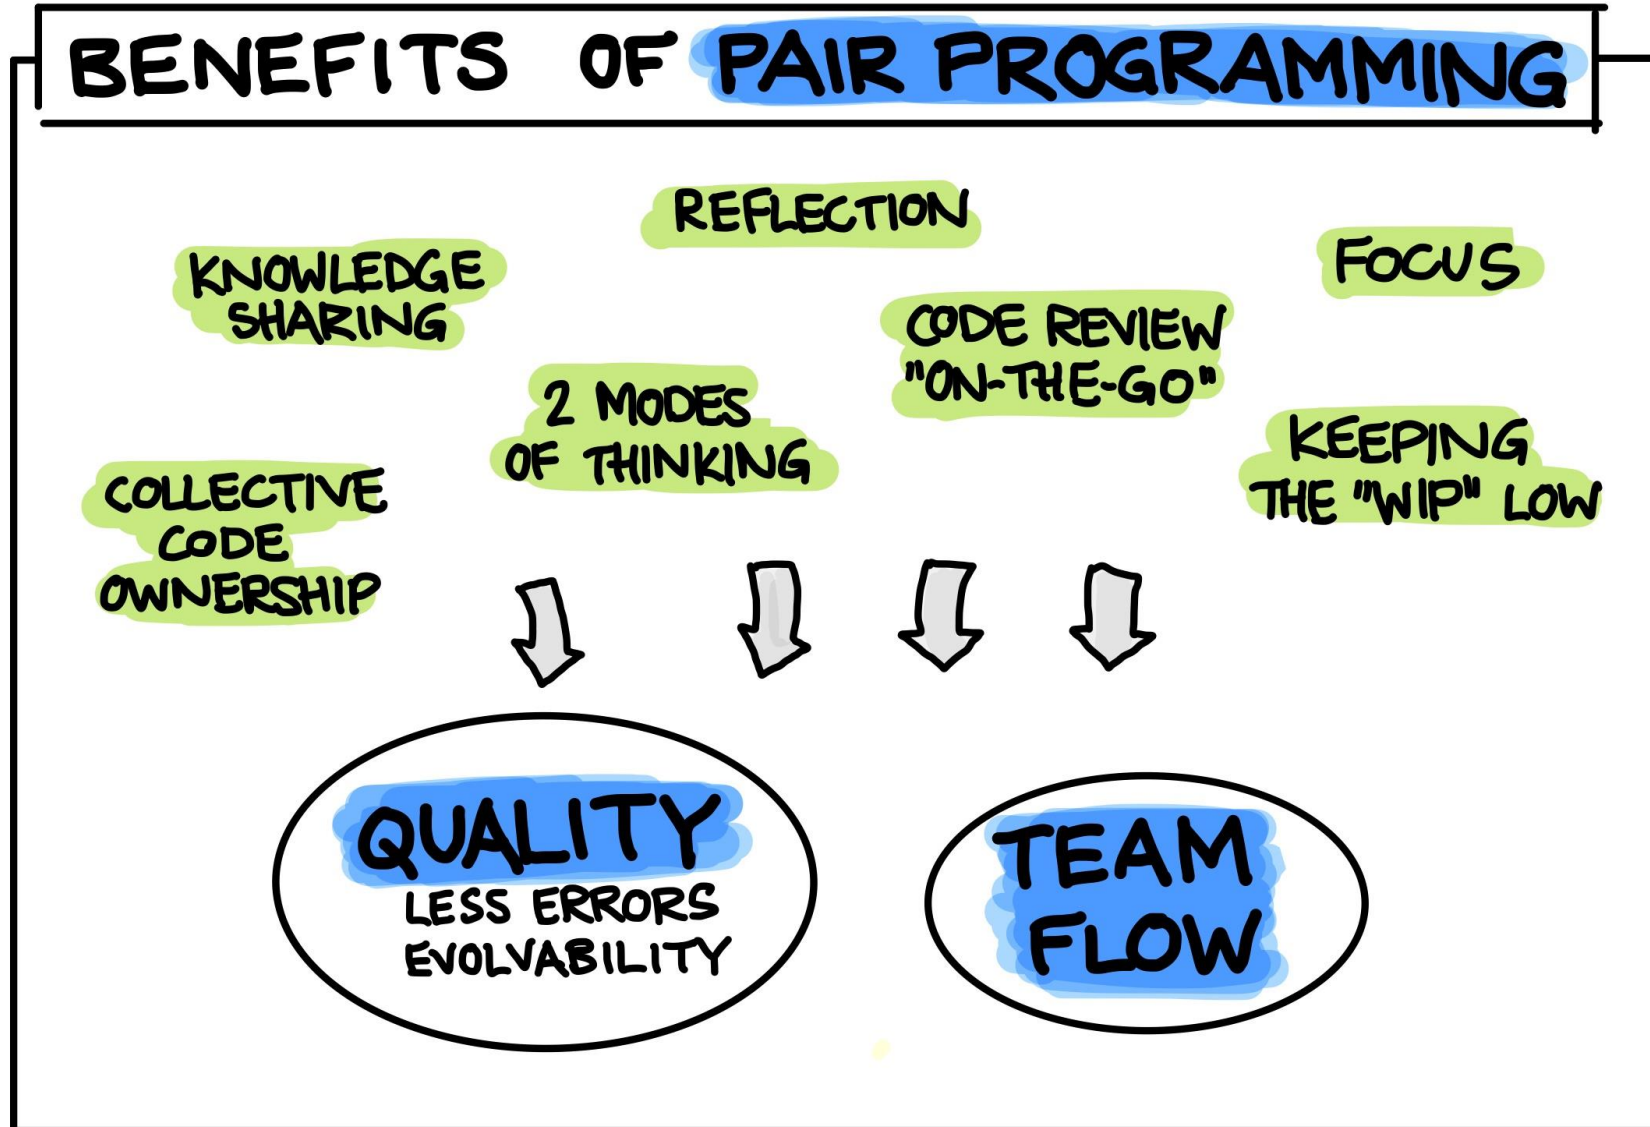 BENEFITS OF PAIR PROGRAMMING
REFLECTION
KNOWLEDGE
SHARING
FOCUS
CODE REVIEW
"ON-THE-GO"
2 MODES
OF THINKING
KEEPING
THE "WIP" LOW
COLLECTIVE
CODE
OWNERSHIP
QUALITY
LESS ERRORS
EVOLVABILITY
TEAM
FLOW